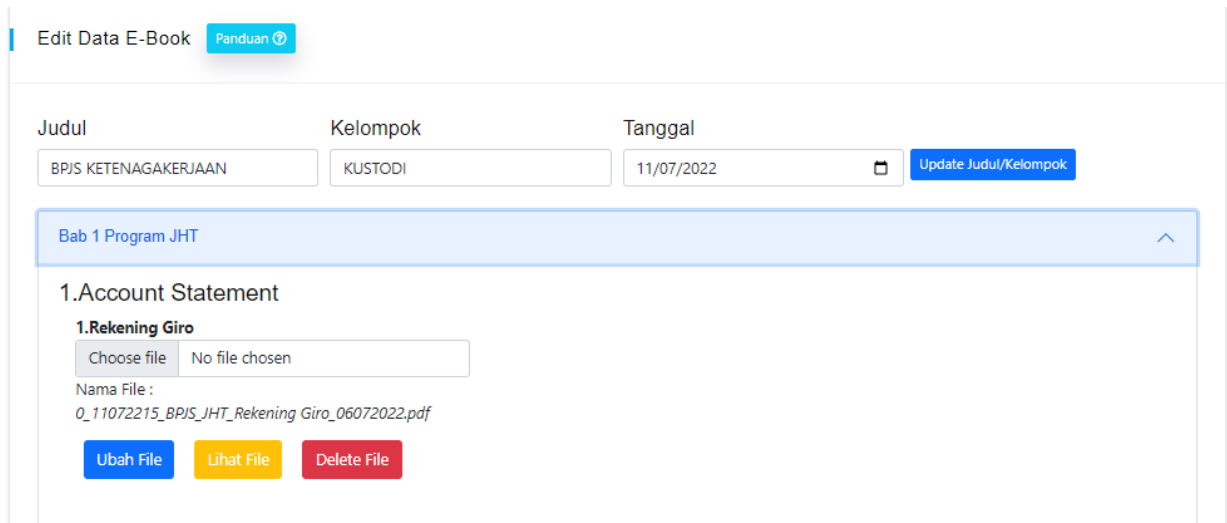 Edit Data E-Book Panduan
Judul Kelompok Tanggal
BPJS KETENAGAKERJAAN KUSTODI 11/07/2022 Update Judul/Kelompok
Bab 1 Program JHT
1.Account Statement
1.Rekening Giro
Choose file No file chosen
Nama File :
0_11072215_BPJS_JHT_Rekening Giro_06072022.pdf
Ubah File Lihat File Delete File